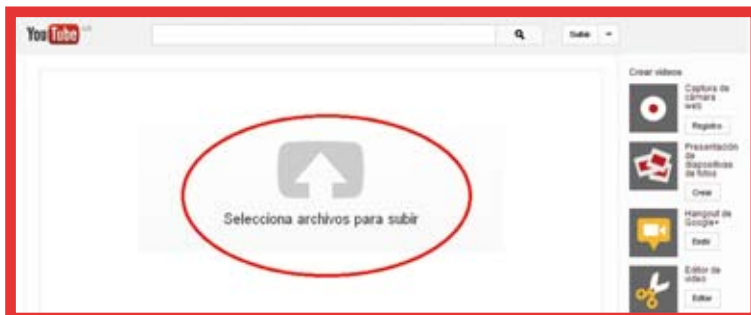 YouTube
Subir
Selecciona archivos para subir
Crear videos
Captura de
cámara
web
Registro
Presentación
de
diapositivas
de fotos
Crear
Hangout de
Google+
Emitir
Editor de
video
Editar